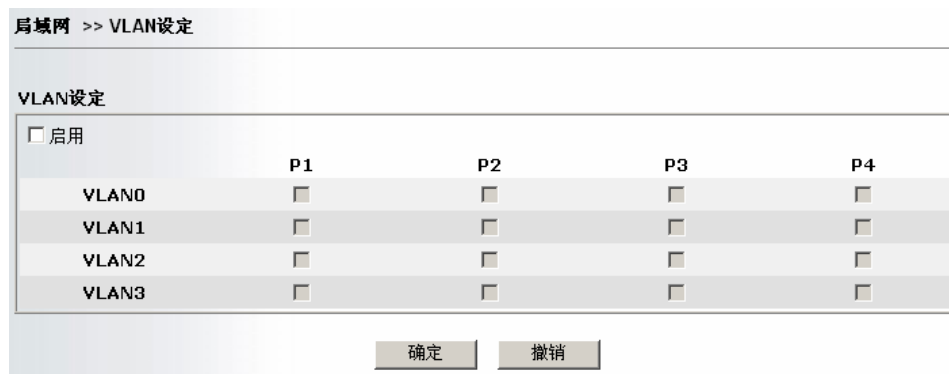 局域网 >> VLAN设定
VLAN设定
启用
P1 P2 P3 P4
VLAN0
VLAN1
VLAN2
VLAN3
确定 撤销